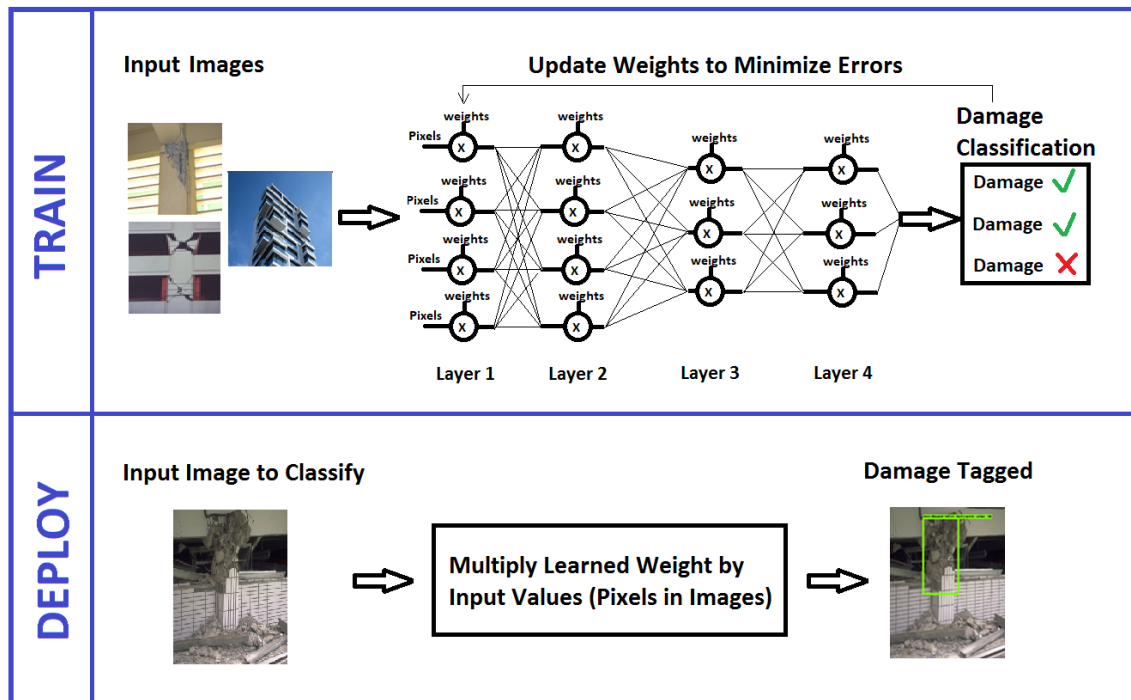 TRAIN
Input Images
Update Weights to Minimize Errors
weights
weights
weights
weights
Pixels
X
X
X
X
weights
weights
weights
weights
Pixels
X
X
X
X
weights
weights
weights
weights
Pixels
X
X
X
X
weights
weights
Pixels
X
X
Layer 1
Layer 2
Layer 3
Layer 4
Damage
Classification
Damage
Damage
Damage
DEPLOY
Input Image to Classify
Multiply Learned Weight by
Input Values (Pixels in Images)
Damage Tagged